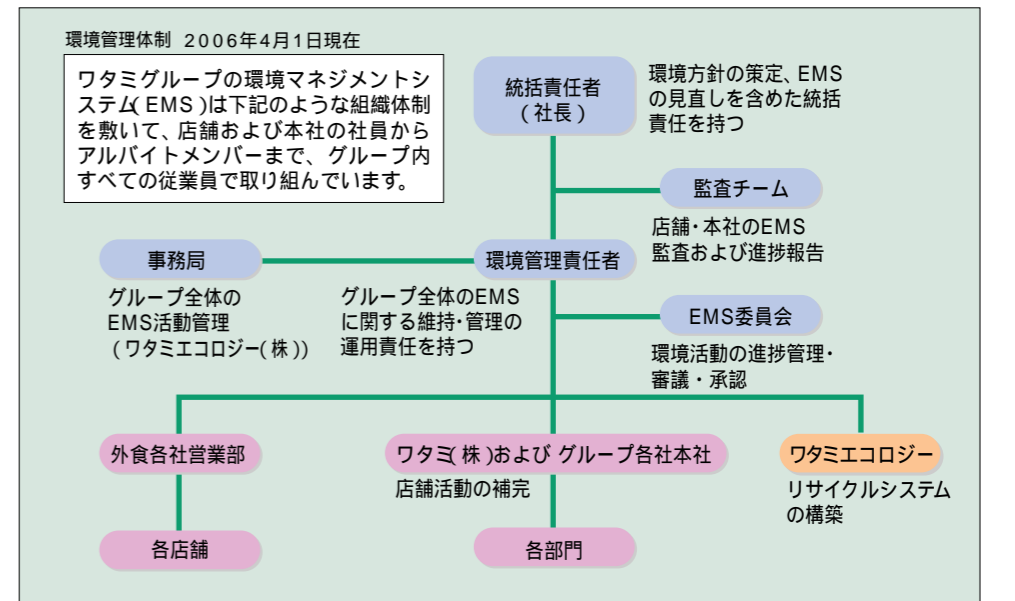 環境管理体制 2006年4月1日現在
ワタミグループの環境マネジメントシ
ステム(EMS)は下記のような組織体制
を敷いて、店舗および本社の社員から
アルバイトメンバーまで、グループ内
すべての従業員で取り組んでいます。
統括責任者
(社長)
環境方針の策定、EMS
の見直しを含めた統括
責任を持つ
監査チーム
店舗・本社のEMS
監査および進捗報告
事務局
グループ全体の
EMS活動管理
(ワタミエコロジー(株))
環境管理責任者
グループ全体のEMS
に関する維持・管理の
運用責任を持つ
EMS委員会
環境活動の進捗管理・
審議・承認
外食各社営業部
各店舗
ワタミ(株)および グループ各社本社
店舗活動の補完
各部門
ワタミエコロジー
リサイクルシステム
の構築